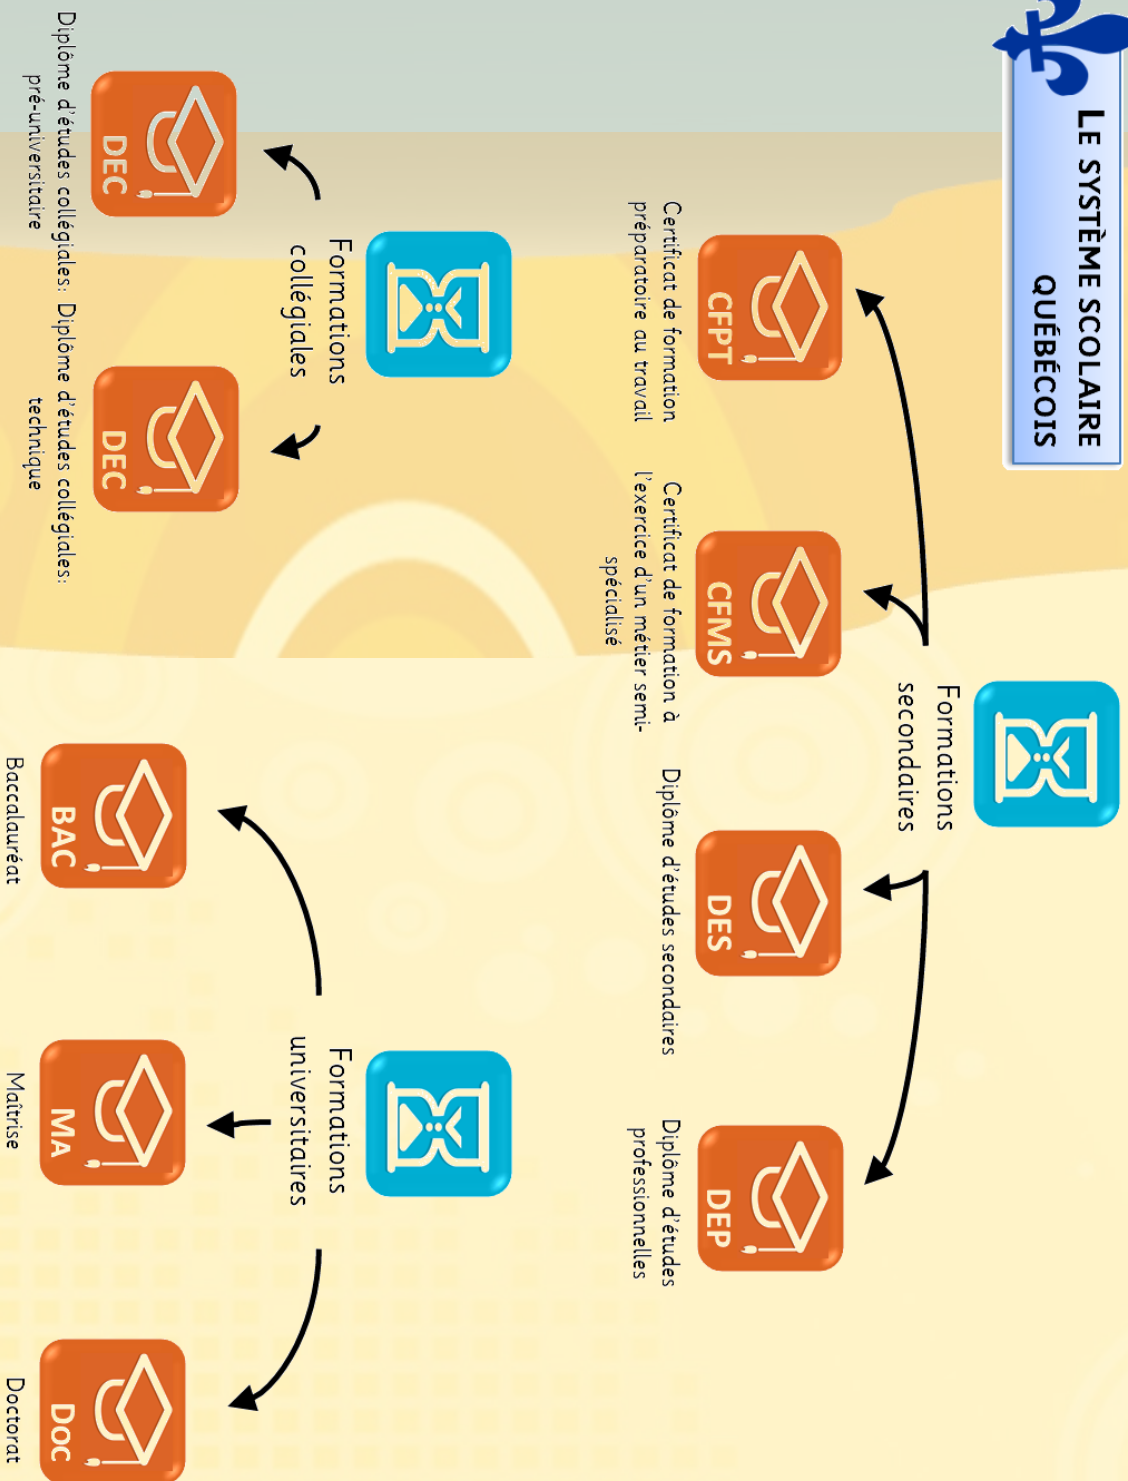 LE SYSTÈME SCOLAIRE
QUÉBÉCOIS
Formations
secondaires
CFPT
Certificat de formation
préparatoire au travail
CFMS
Certificat de formation à
l'exercice d'un métier semi-
spécialisé
DES
Diplôme d'études secondaires
DEP
Diplôme d'études
professionnelles
Formations
collégiales
DEC
Diplôme d'études collégiales:
pré-universitaire
DEC
Diplôme d'études collégiales:
technique
Formations
universitaires
BAC
Baccalauréat
MA
Maîtrise
DOC
Doctorat